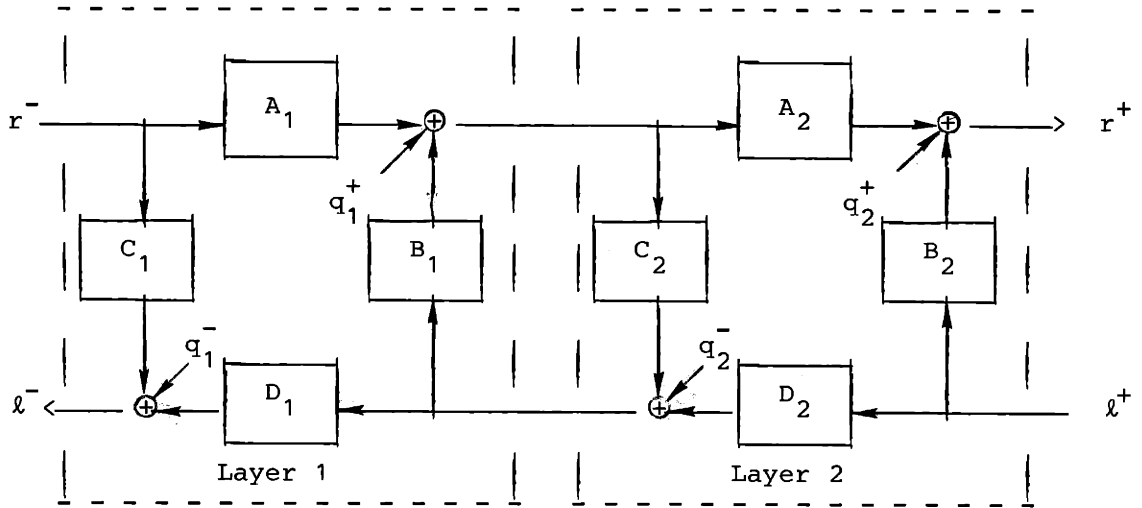 r⁻ A₁ A₂ r⁺
q₁⁺ q₂⁺
C₁ B₁ C₂ B₂
q₁⁻ q₂⁻
ℓ⁻ D₁ D₂ ℓ⁺
Layer 1 Layer 2